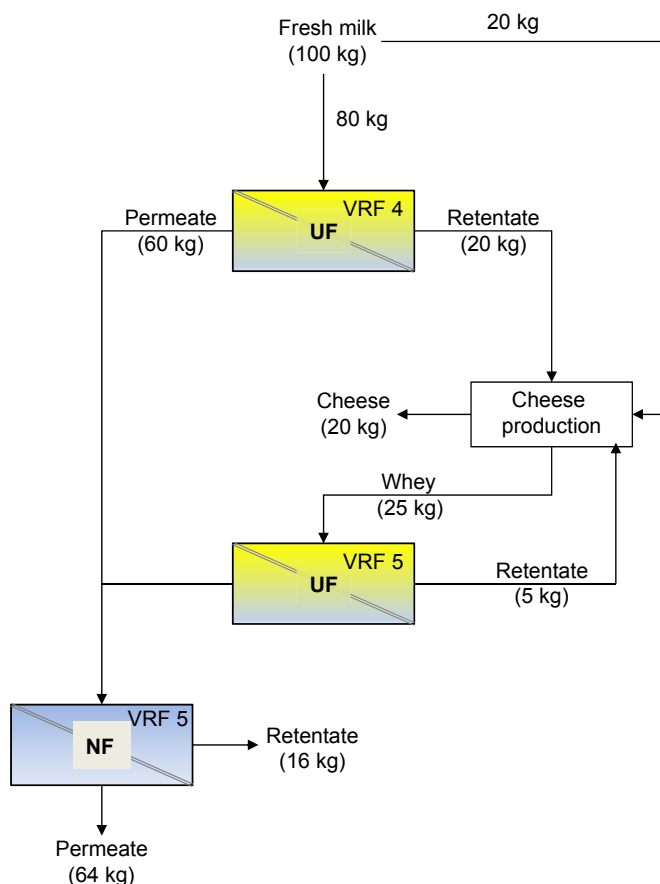 Fresh milk
(100 kg)
20 kg
80 kg
VRF 4
UF
Permeate
(60 kg)
Retentate
(20 kg)
Cheese
production
Cheese
(20 kg)
Whey
(25 kg)
VRF 5
UF
Retentate
(5 kg)
VRF 5
NF
Retentate
(16 kg)
Permeate
(64 kg)